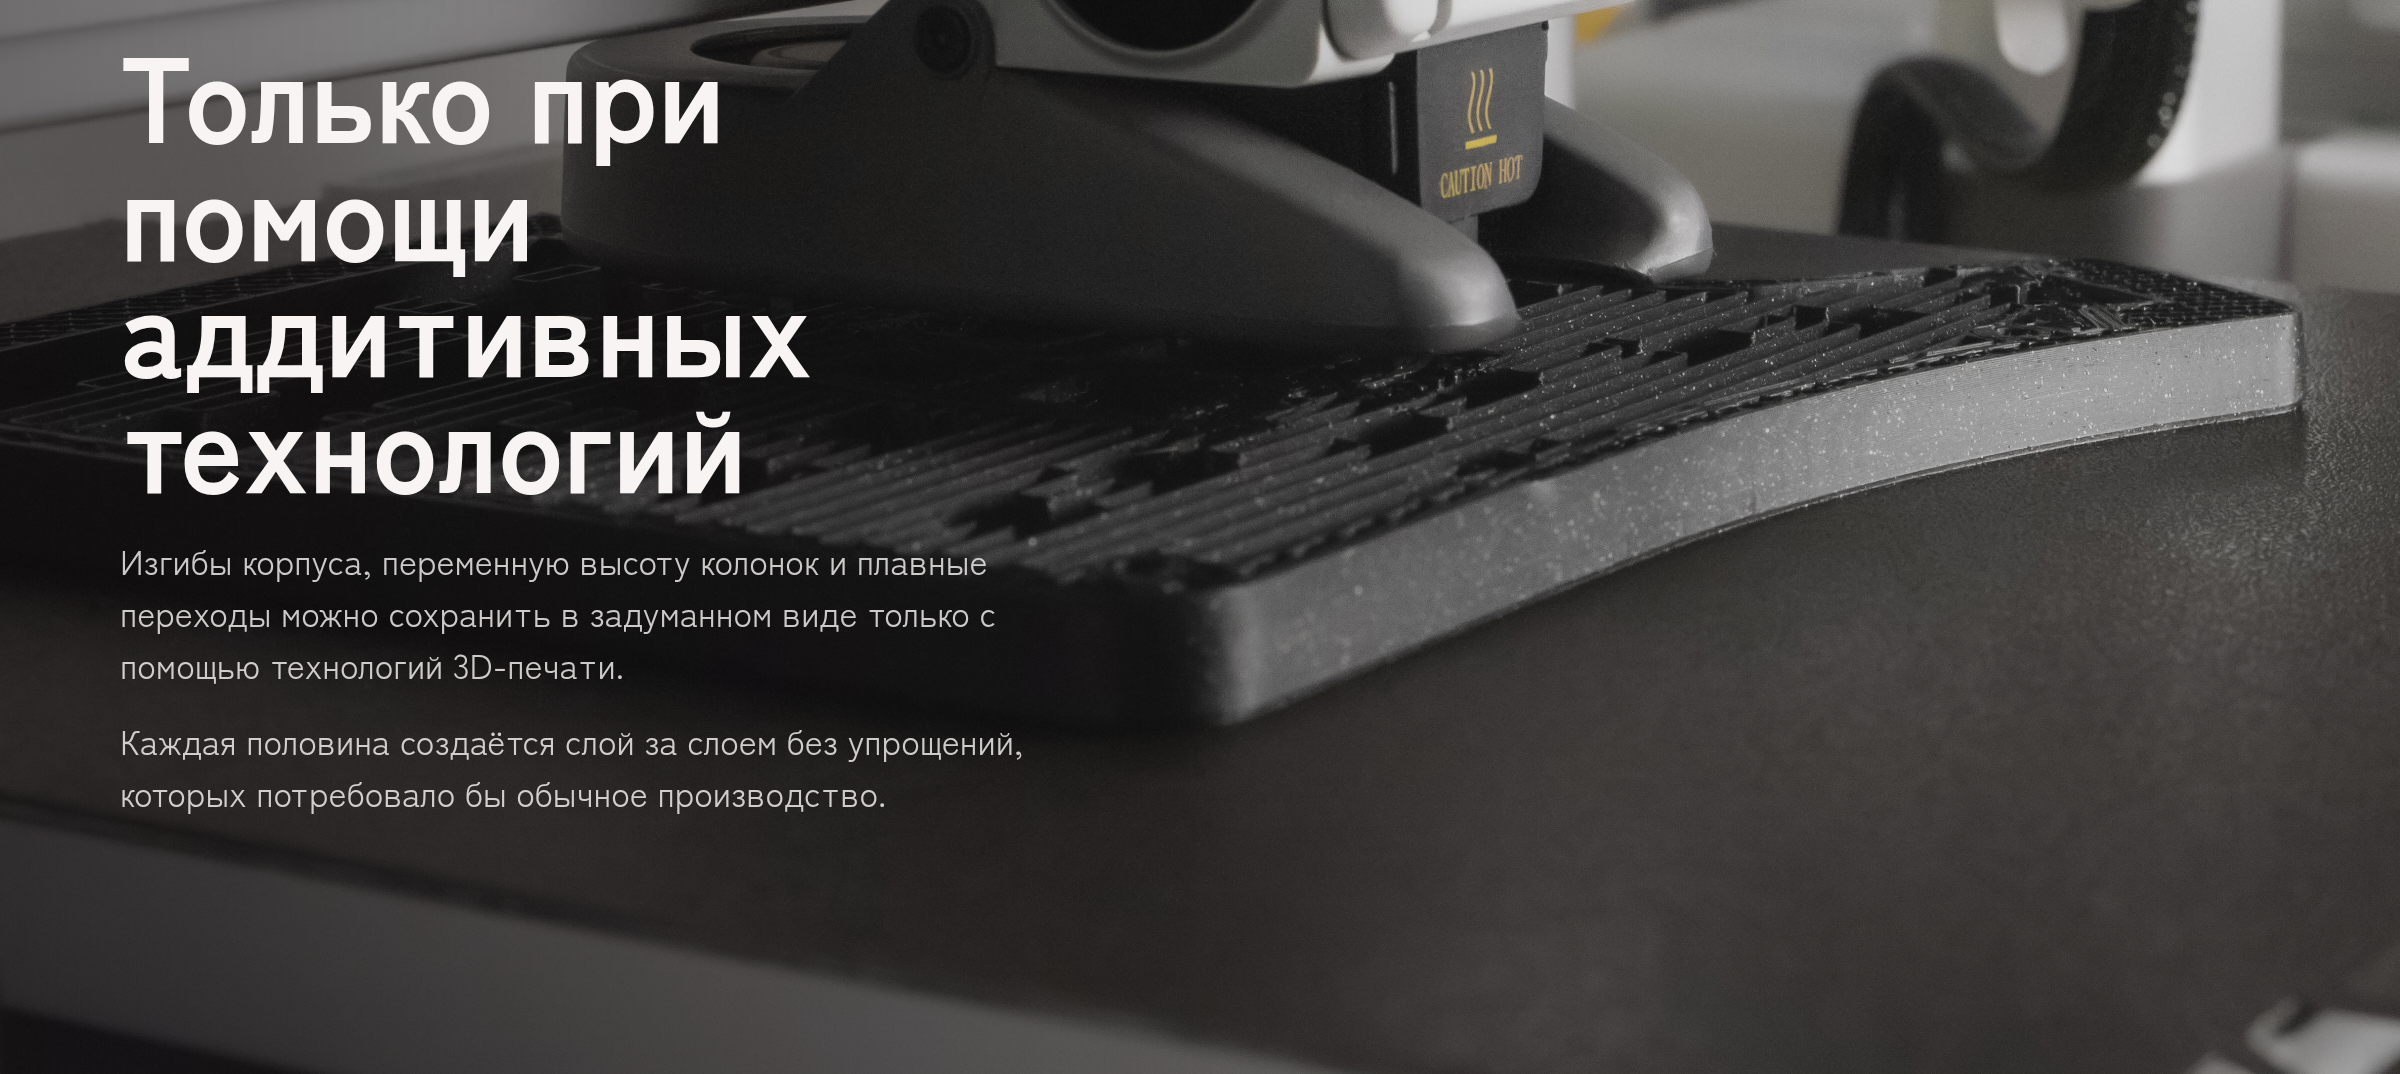 Только при
помощи
аддитивных
технологий
CAUTION HOT
Изгибы корпуса, переменную высоту колонок и плавные
переходы можно сохранить в задуманном виде только с
помощью технологий 3D-печати.
Каждая половина создаётся слой за слоем без упрощений,
которых потребовало бы обычное производство.